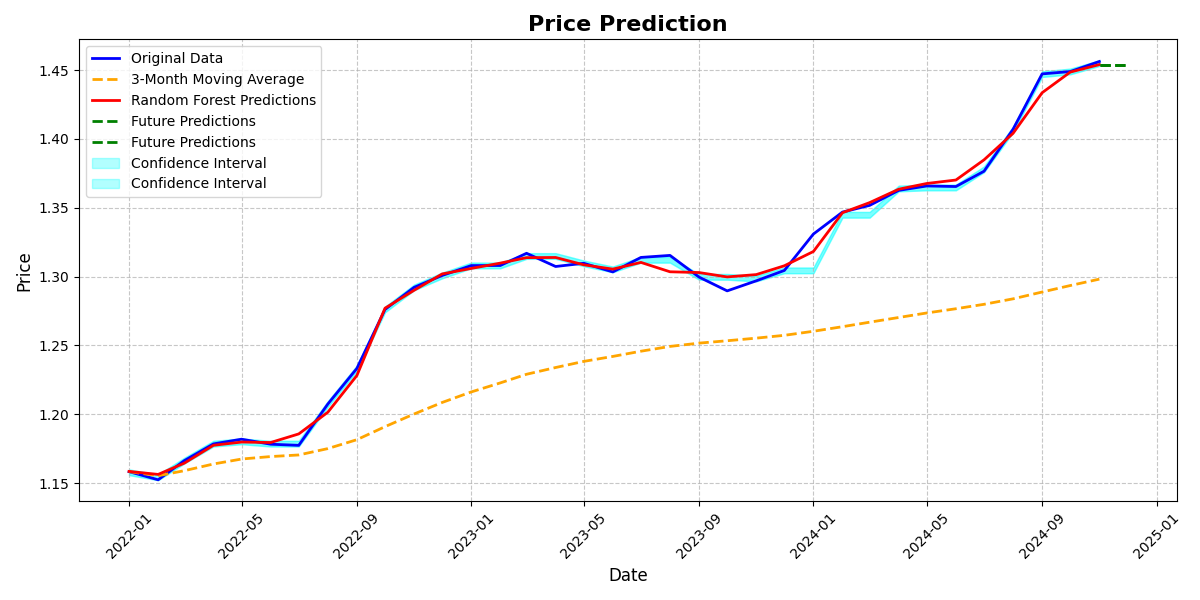 Price Prediction
Original Data
3-Month Moving Average
Random Forest Predictions
Future Predictions
Future Predictions
Confidence Interval
Confidence Interval
Price
1.45
1.40
1.35
1.30
1.25
1.20
1.15
2022-01
2022-05
2022-09
2023-01
2023-05
2023-09
2024-01
2024-05
2024-09
2025-01
Date